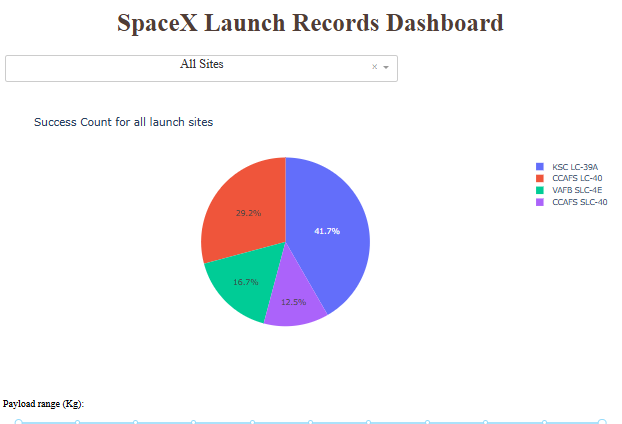 SpaceX Launch Records Dashboard
All Sites
×
Success Count for all launch sites
KSC LC-39A
CCAFS LC-40
VAFB SLC-4E
CCAFS SLC-40
29.2%
41.7%
16.7%
12.5%
Payload range (Kg):